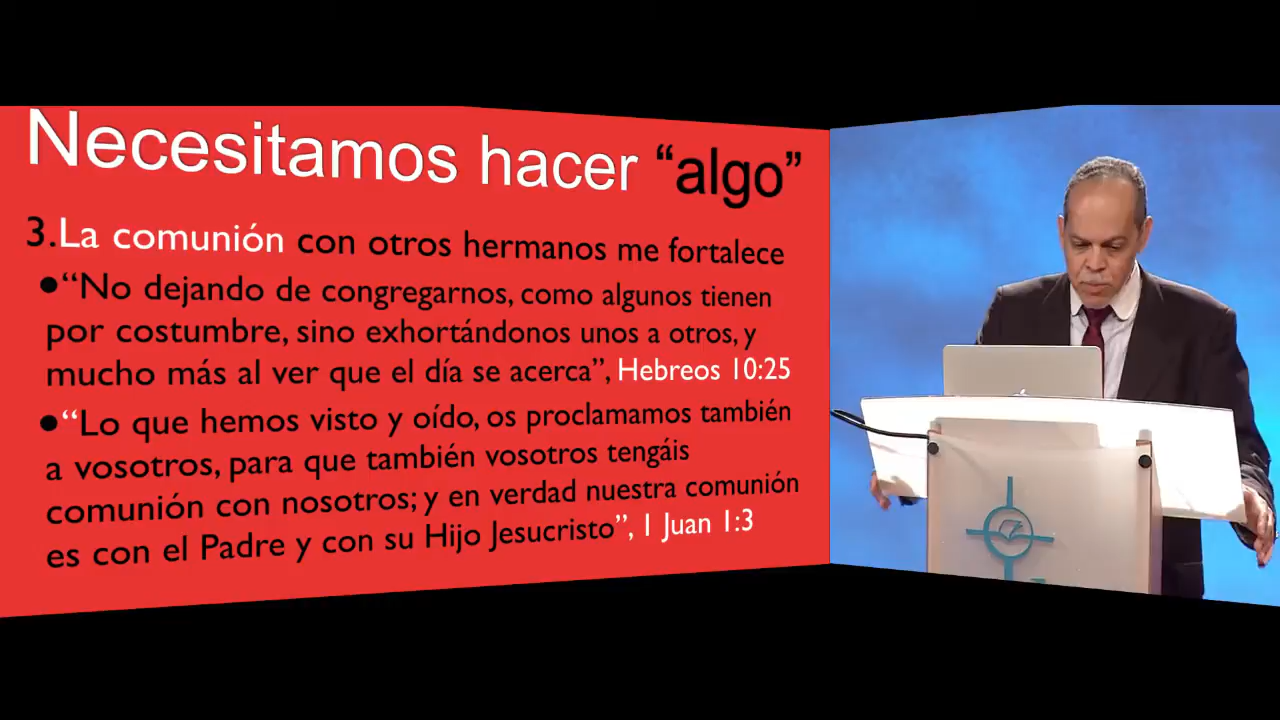 Necesitamos hacer “algo”
3.La comunión con otros hermanos me fortalece
•“No dejando de congregarnos, como algunos tienen
por costumbre, sino exhortándonos unos a otros, y
mucho más al ver que el día se acerca”, Hebreos 10:25
•“Lo que hemos visto y oído, os proclamamos también
a vosotros, para que también vosotros tengáis
comunión con nosotros; y en verdad nuestra comunión
es con el Padre y con su Hijo Jesucristo”, 1 Juan 1:3